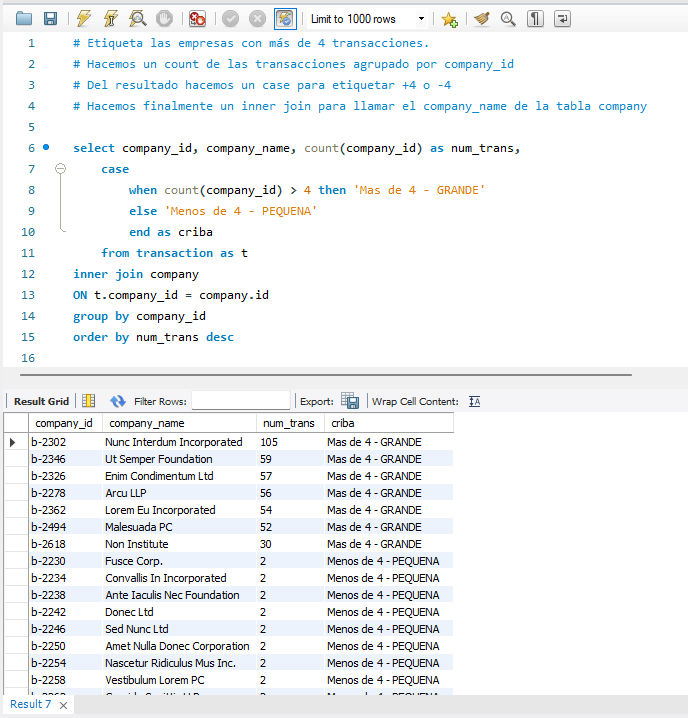 Limit to 1000 rows
1 # Etiqueta las empresas con más de 4 transacciones.
2 # Hacemos un count de las transacciones agrupado por company_id
3 # Del resultado hacemos un case para etiquetar +4 o -4
4 # Hacemos finalmente un inner join para llamar el company_name de la tabla company
5
6 select company_id, company_name, count(company_id) as num_trans,
7 case
8 when count(company_id) > 4 then 'Mas de 4 - GRANDE'
9 else 'Menos de 4 - PEQUENA'
10 end as criba
11 from transaction as t
12 inner join company
13 ON t.company_id = company.id
14 group by company_id
15 order by num_trans desc
16
Result Grid Filter Rows: Export: Wrap Cell Content:
company_id company_name num_trans criba
b-2302 Nunc Interdum Incorporated 105 Mas de 4 - GRANDE
b-2346 Ut Semper Foundation 59 Mas de 4 - GRANDE
b-2326 Enim Condimentum Ltd 57 Mas de 4 - GRANDE
b-2278 Arcu LLP 56 Mas de 4 - GRANDE
b-2362 Lorem Eu Incorporated 54 Mas de 4 - GRANDE
b-2494 Malesuada PC 52 Mas de 4 - GRANDE
b-2618 Non Institute 30 Mas de 4 - GRANDE
b-2230 Fusce Corp. 2 Menos de 4 - PEQUENA
b-2234 Convallis In Incorporated 2 Menos de 4 - PEQUENA
b-2238 Ante Iaculis Nec Foundation 2 Menos de 4 - PEQUENA
b-2242 Donec Ltd 2 Menos de 4 - PEQUENA
b-2246 Sed Nunc Ltd 2 Menos de 4 - PEQUENA
b-2250 Amet Nulla Donec Corporation 2 Menos de 4 - PEQUENA
b-2254 Nascetur Ridiculus Mus Inc. 2 Menos de 4 - PEQUENA
b-2258 Vestibulum Lorem PC 2 Menos de 4 - PEQUENA
Menos de 4 - PEQUENA
Result 7